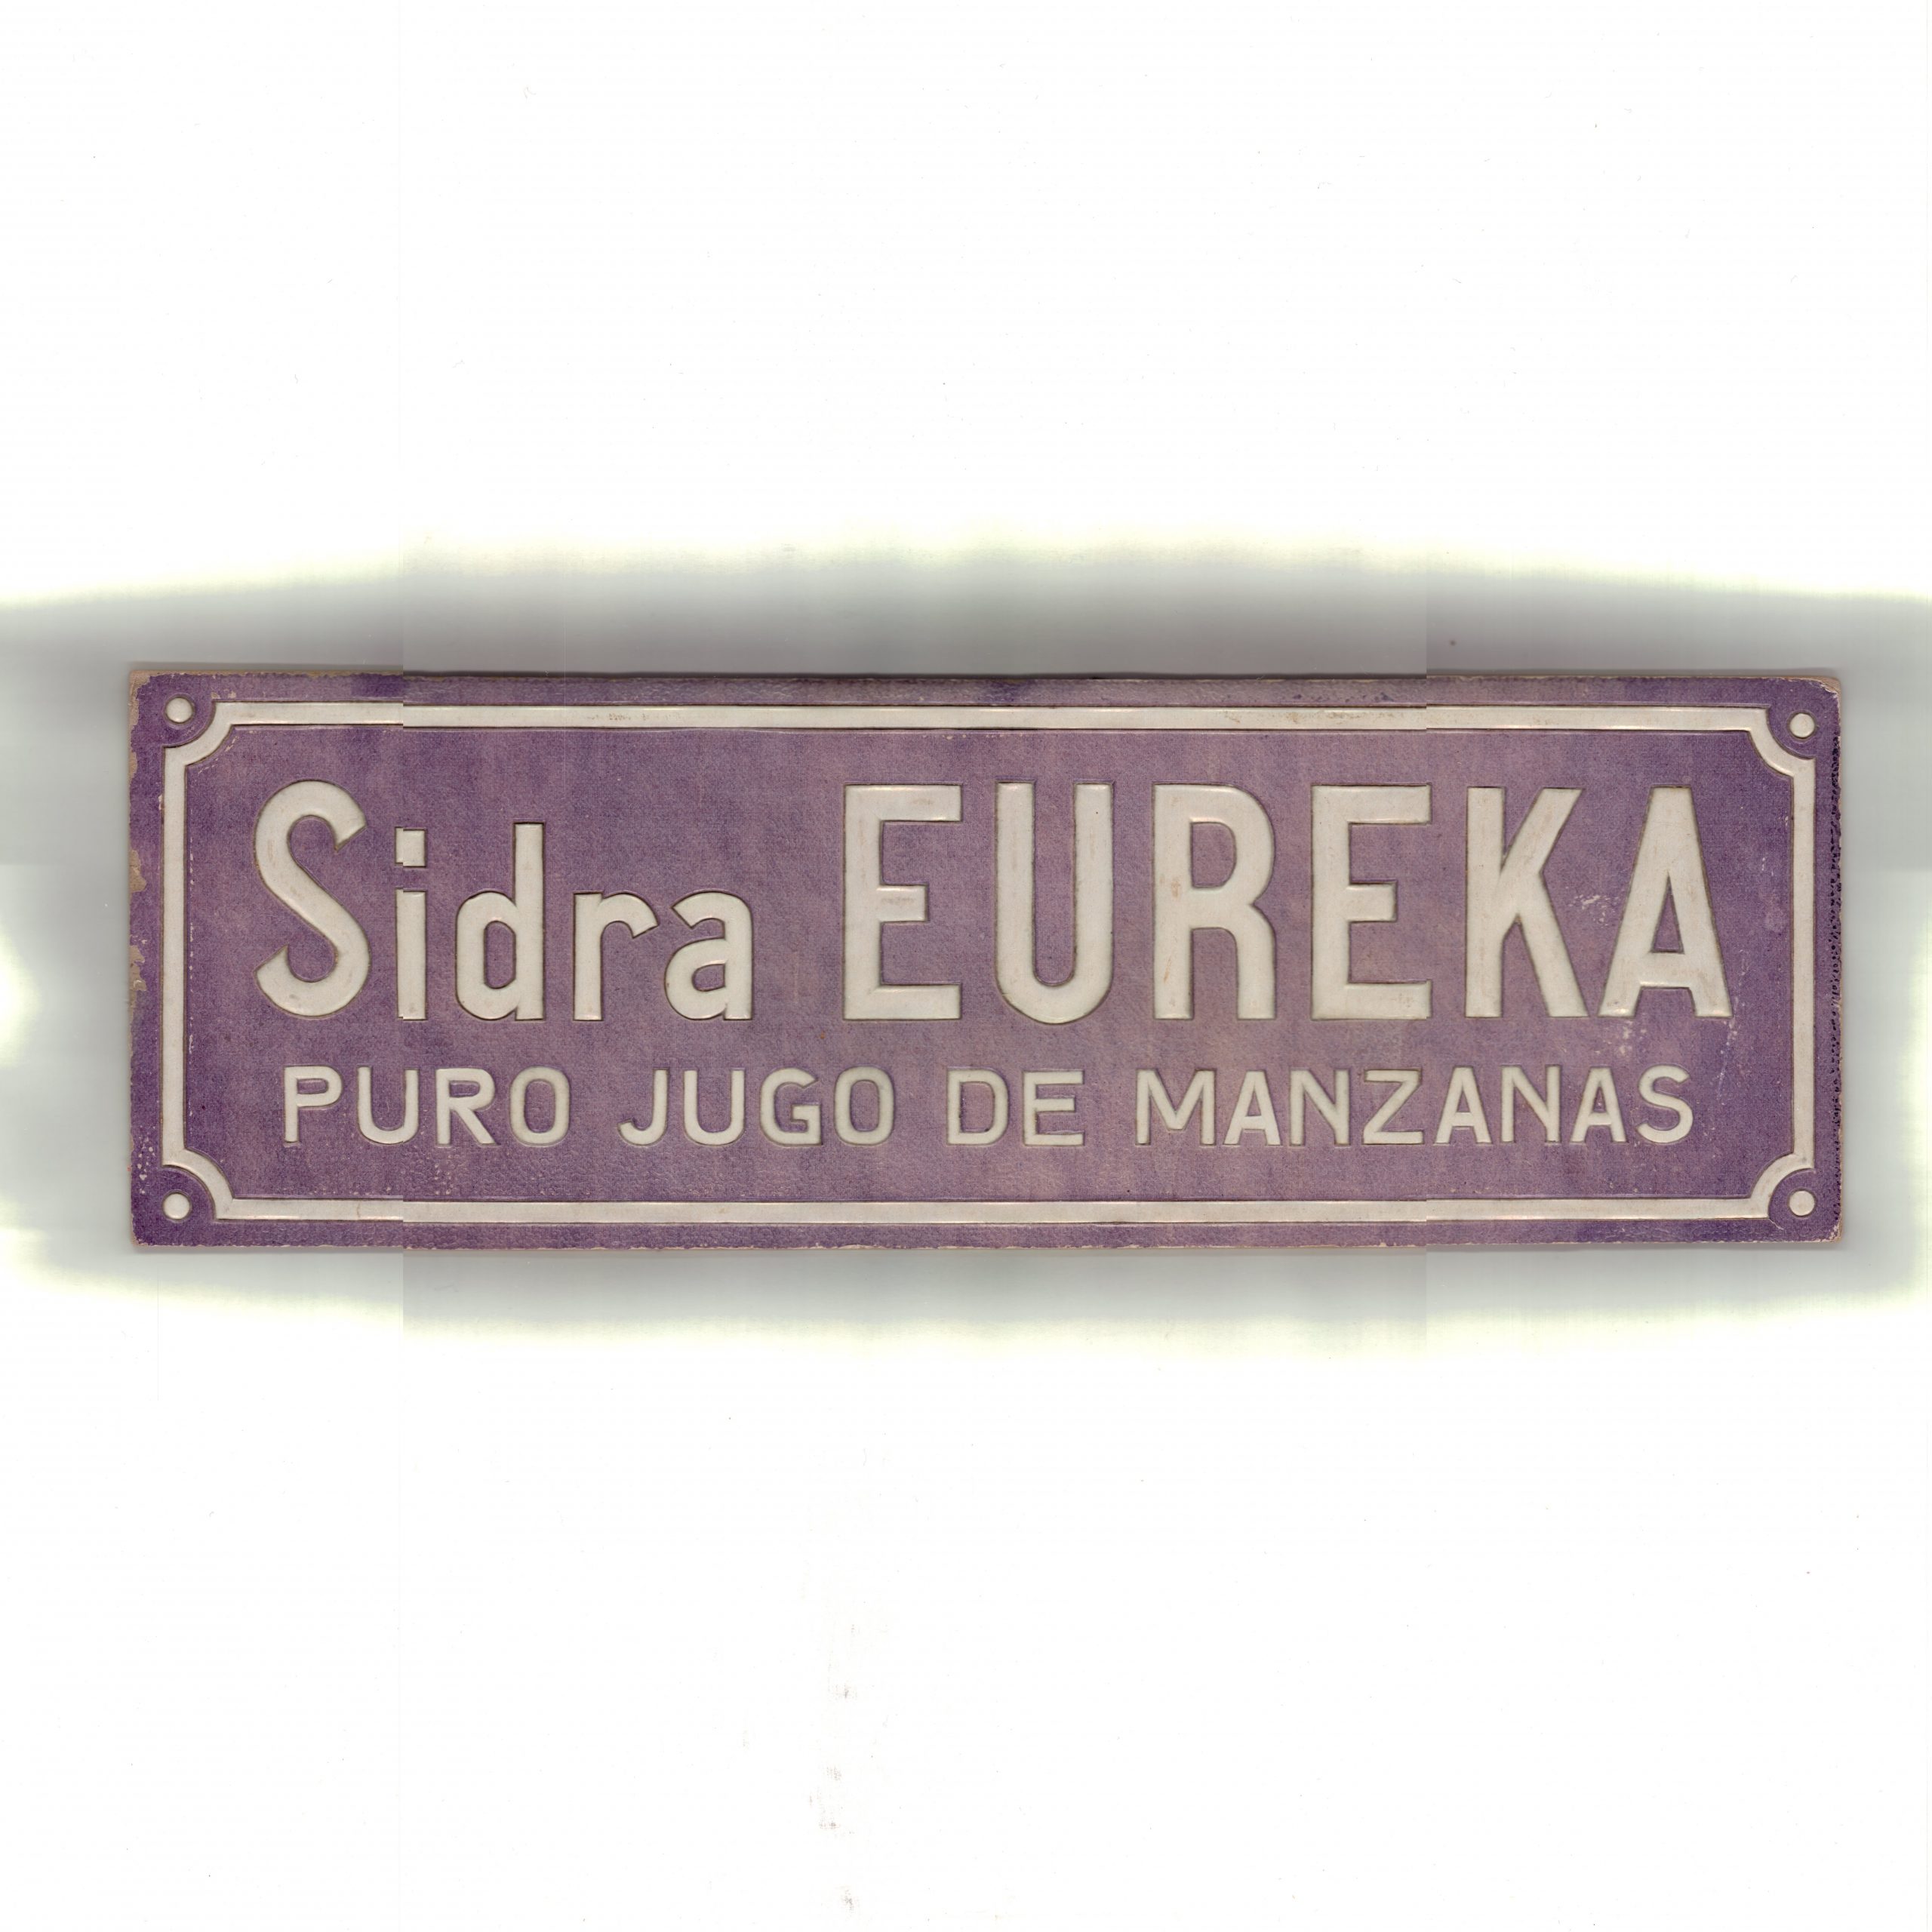 Sidra EUREKA
PURO JUGO DE MANZANAS